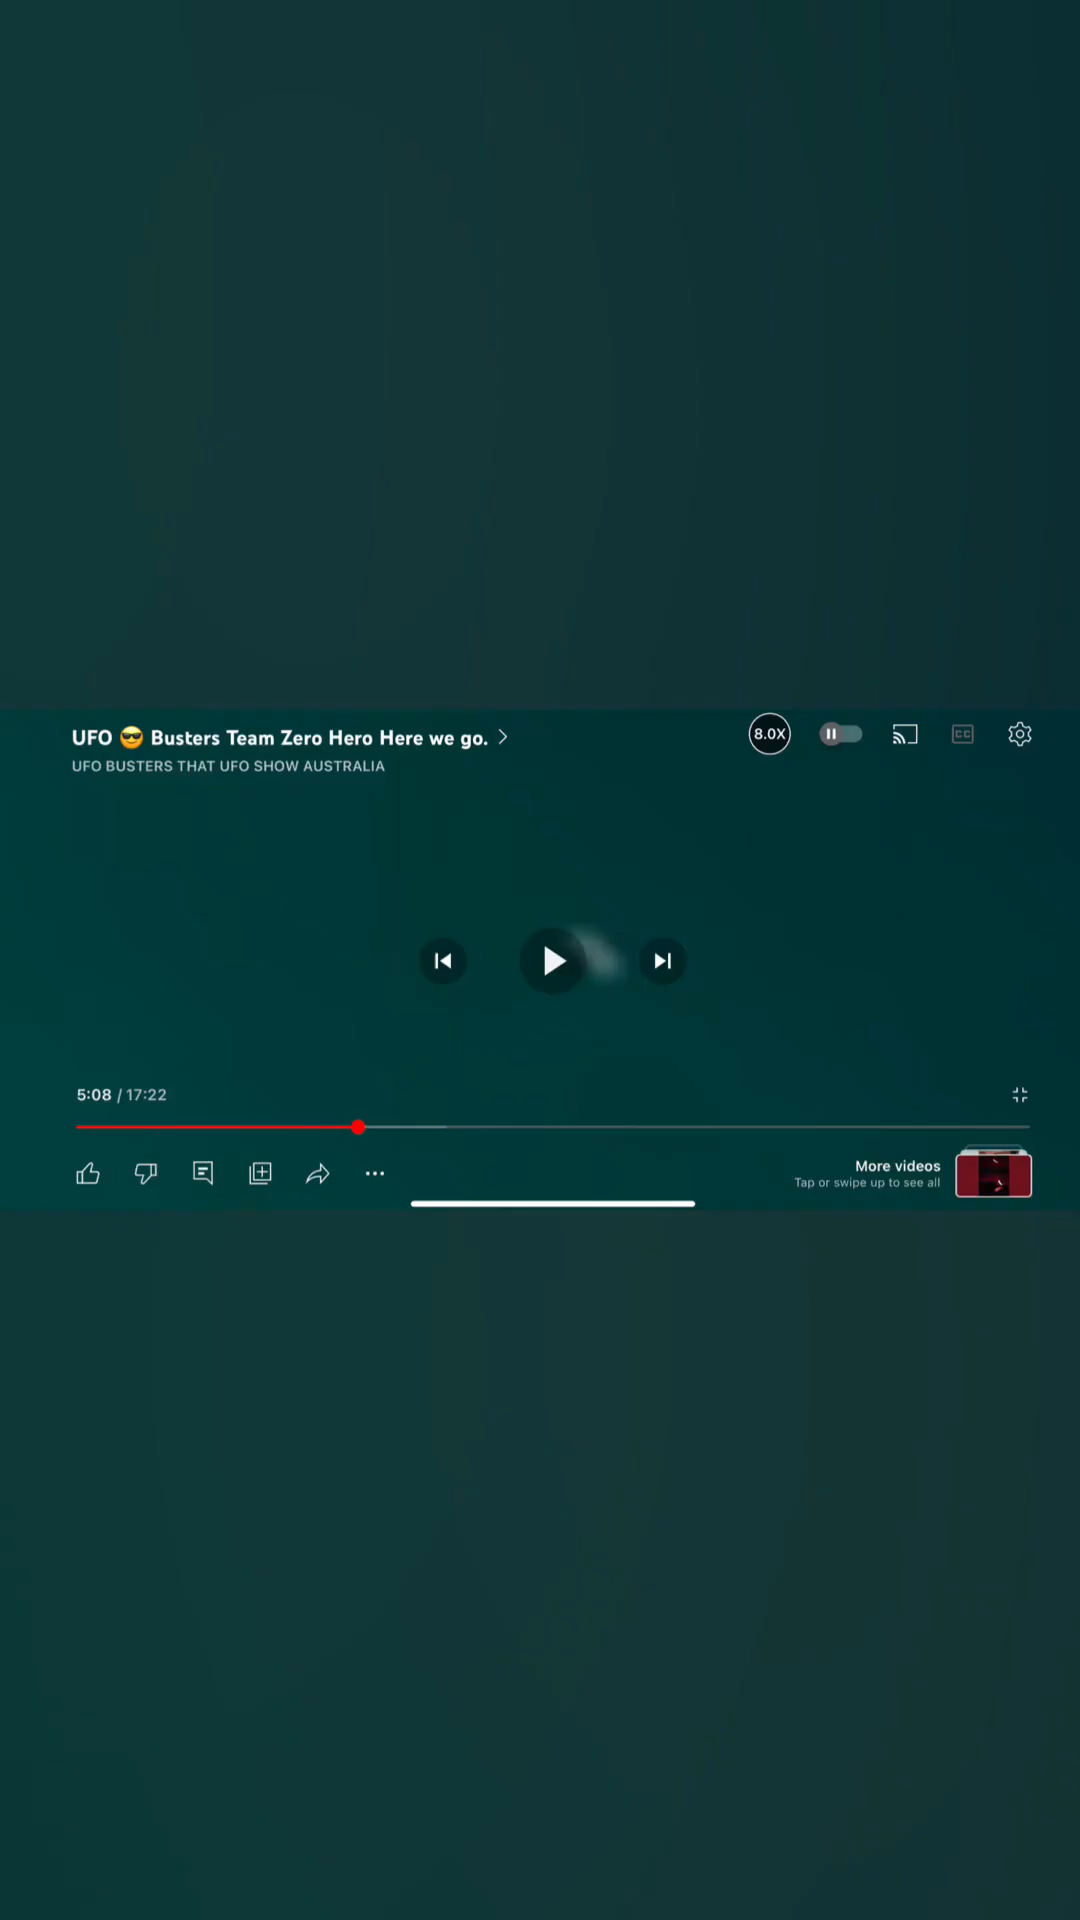 UFO 😎 Busters Team Zero Hero Here we go.
UFO BUSTERS THAT UFO SHOW AUSTRALIA
8.0X
CC
5:08 / 17:22
More videos
Tap or swipe up to see all